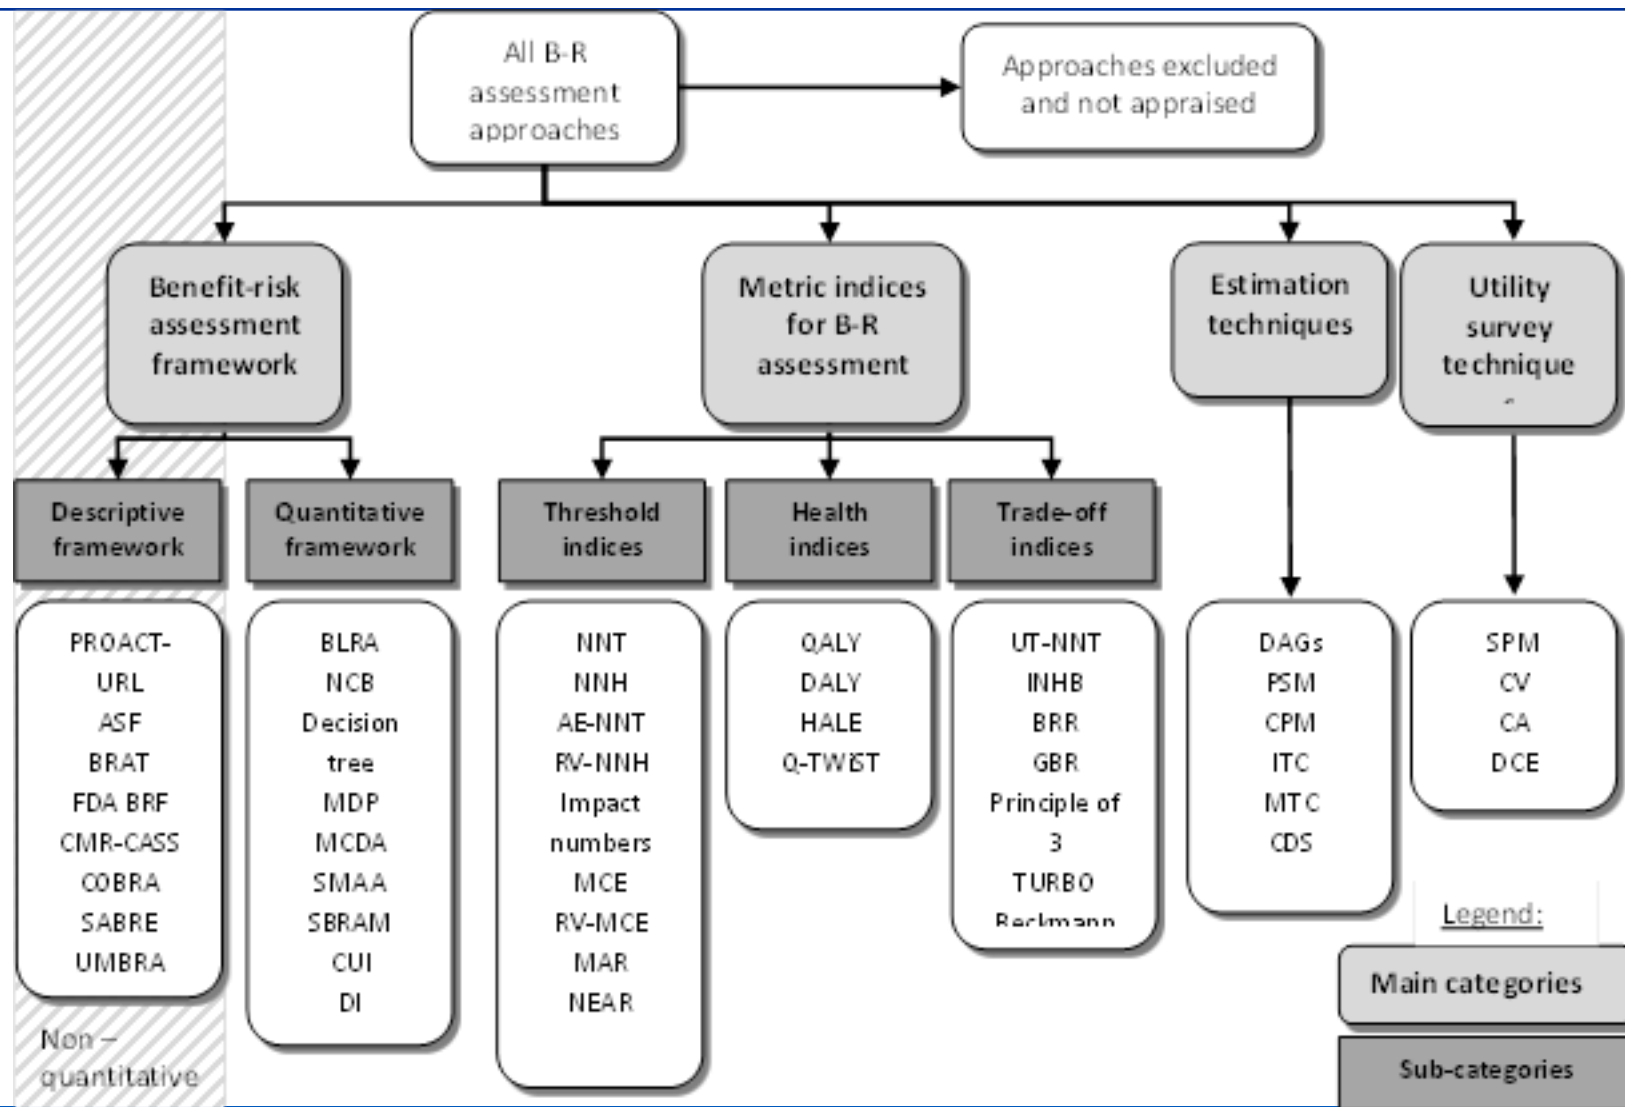 All B-R
assessment
approaches
Approaches excluded
and not appraised
Benefit-risk
assessment
framework
Metric indices
for B-R
assessment
Estimation
techniques
Utility
survey
technique
Descriptive
framework
Quantitative
framework
Threshold
indices
Health
indices
Trade-off
indices
PROACT-
URL
ASF
BRAT
FDA BRF
CMR-CASS
COBRA
SABRE
UMBRA
BLRA
NCB
Decision
tree
MDP
MCDA
SMAA
SBRAM
CUI
DI
NNT
NNH
AE-NNT
RV-NNH
Impact
numbers
MCE
RV-MCE
MAR
NEAR
QALY
DALY
HALE
Q-TWiST
UT-NNT
INHB
BRR
GBR
Principle of
3
TURBO
Beckmann
DAGs
PSM
CPM
ITC
MTC
CDS
SPM
CV
CA
DCE
Non –
quantitative
Legend:
Main categories
Sub-categories